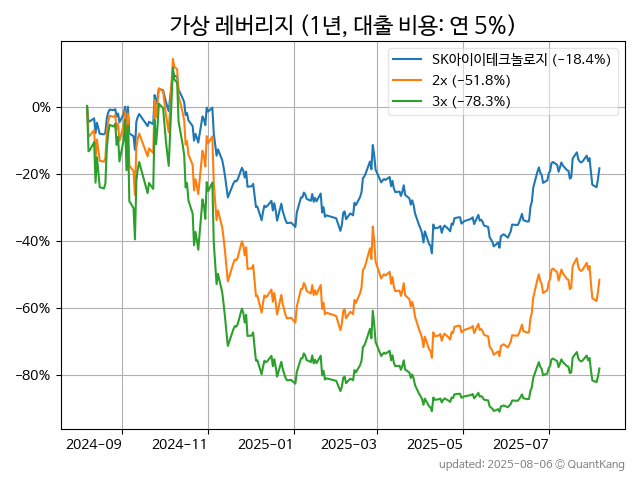 가상 레버리지 (1년, 대출 비용: 연 5%)
SK아이이테크놀로지 (−18.4%)
2x (−51.8%)
3x (−78.3%)
0%
−20%
−40%
−60%
−80%
2024-09
2024-11
2025-01
2025-03
2025-05
2025-07
updated: 2025-08-06 © QuantKang